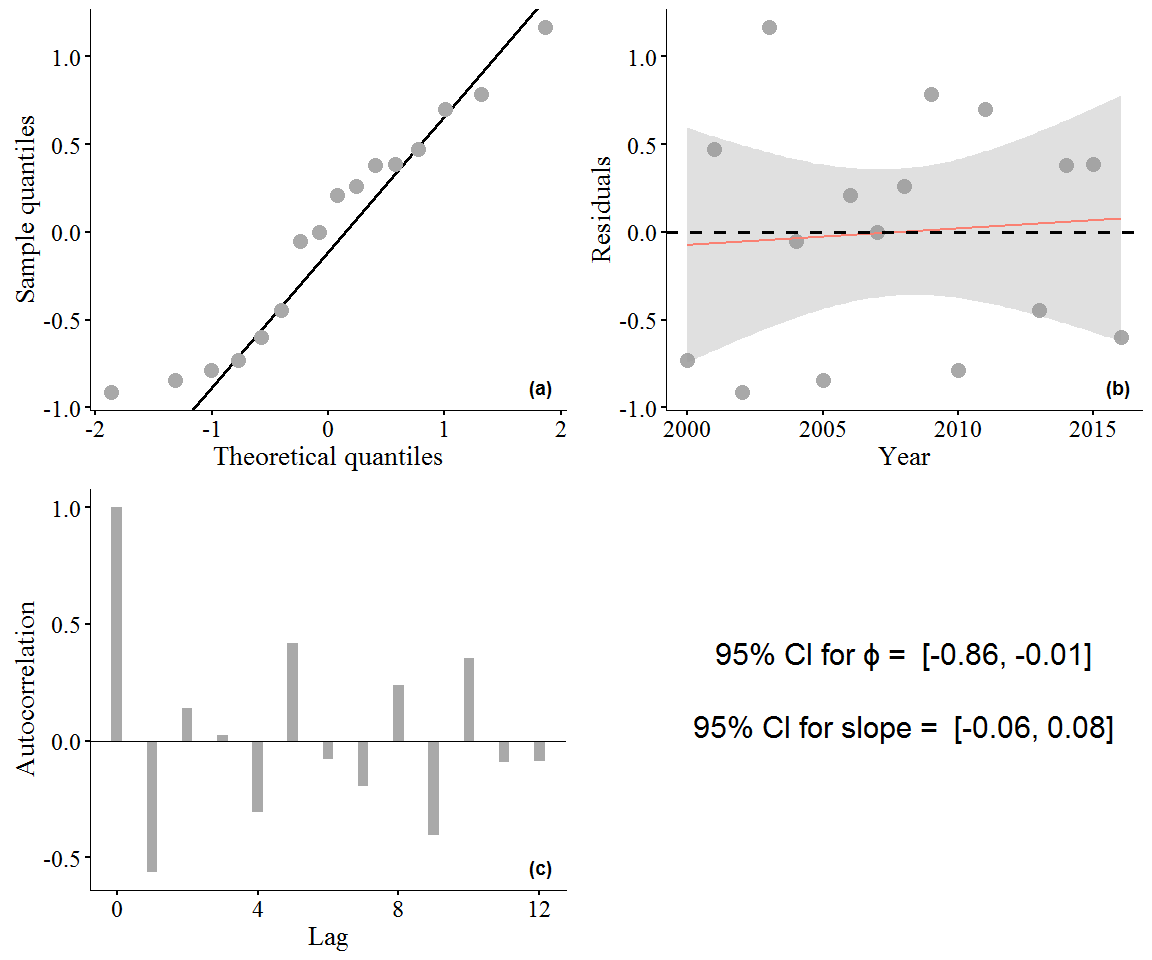 1.0
0.5
0.0
-0.5
-1.0
Sample quantiles
-2
-1
0
1
2
Theoretical quantiles
(a)
1.0
0.5
0.0
-0.5
-1.0
Residuals
2000
2005
2010
2015
Year
(b)
1.0
0.5
0.0
-0.5
Autocorrelation
0
4
8
12
Lag
(c)
95% CI for ϕ = [-0.86, -0.01]
95% CI for slope = [-0.06, 0.08]